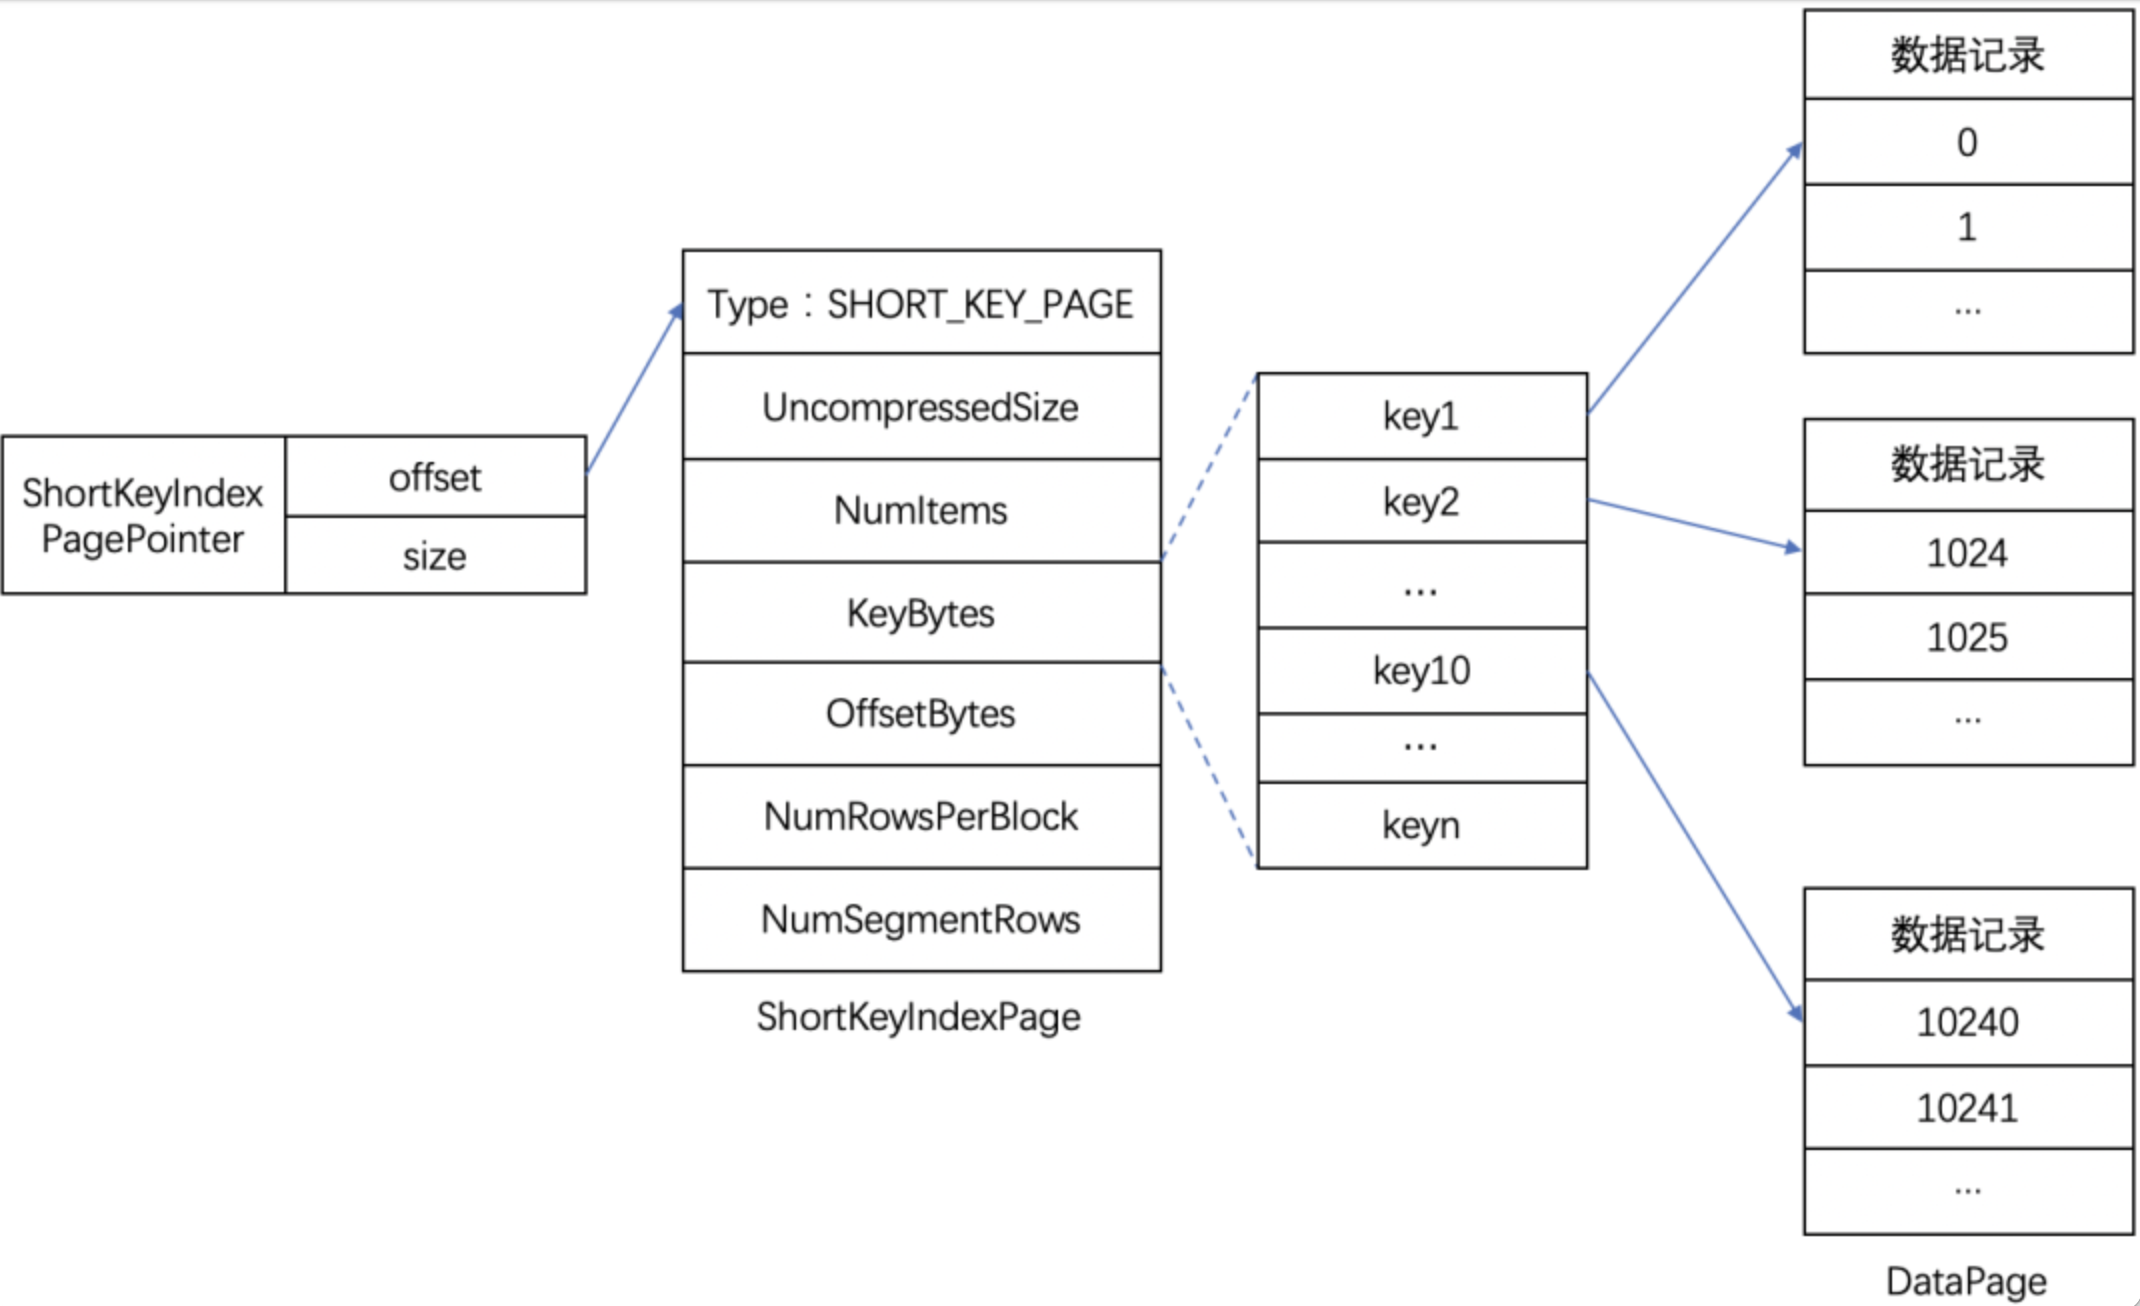 ShortKeyIndex
PagePointer
offset
size
Type：SHORT_KEY_PAGE
UncompressedSize
NumItems
KeyBytes
OffsetBytes
NumRowsPerBlock
NumSegmentRows
ShortKeyIndexPage
key1
key2
...
key10
...
keyn
数据记录
0
1
...
数据记录
1024
1025
...
数据记录
10240
10241
...
DataPage